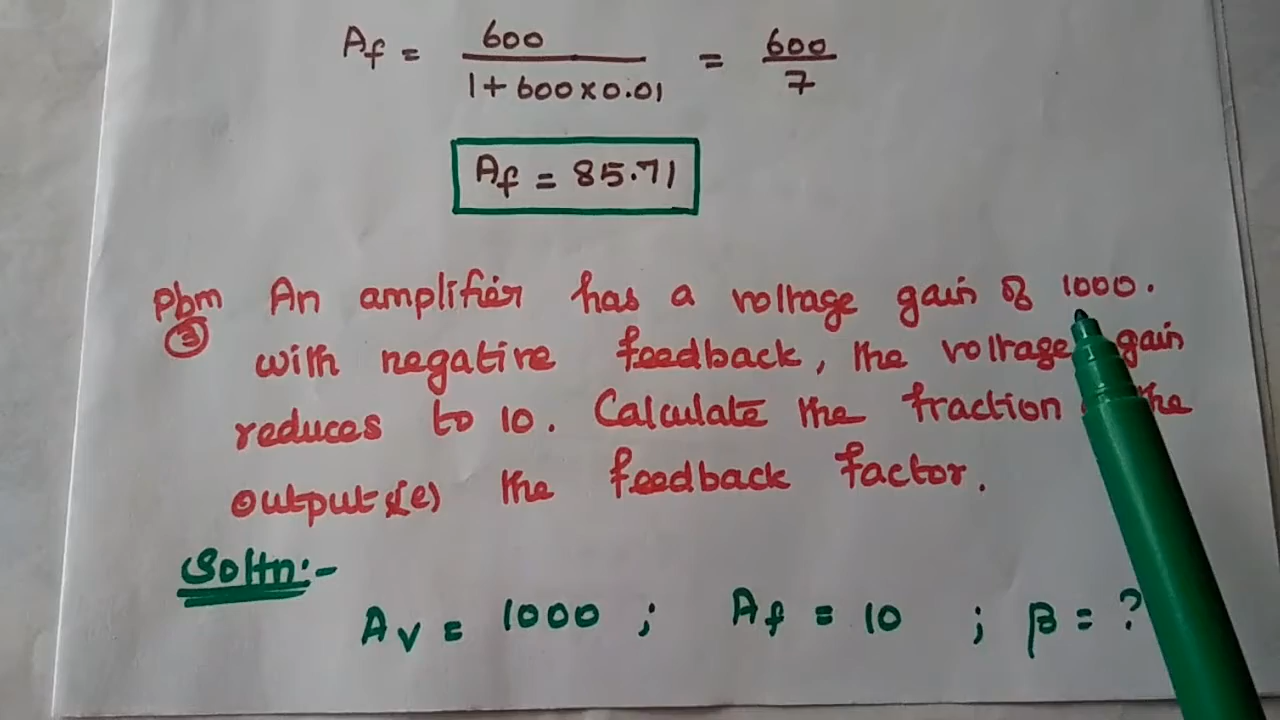 Af = 600 / 1 + 600 × 0.01 = 600 / 7
Af = 85.71
Pbm An amplifier has a voltage gain of 1000.
③ with negative feedback, the voltage gain
reduces to 10. Calculate the fraction the
output (ie) the feedback factor.
Soltn:-
Av = 1000 ; Af = 10 ; β = ?